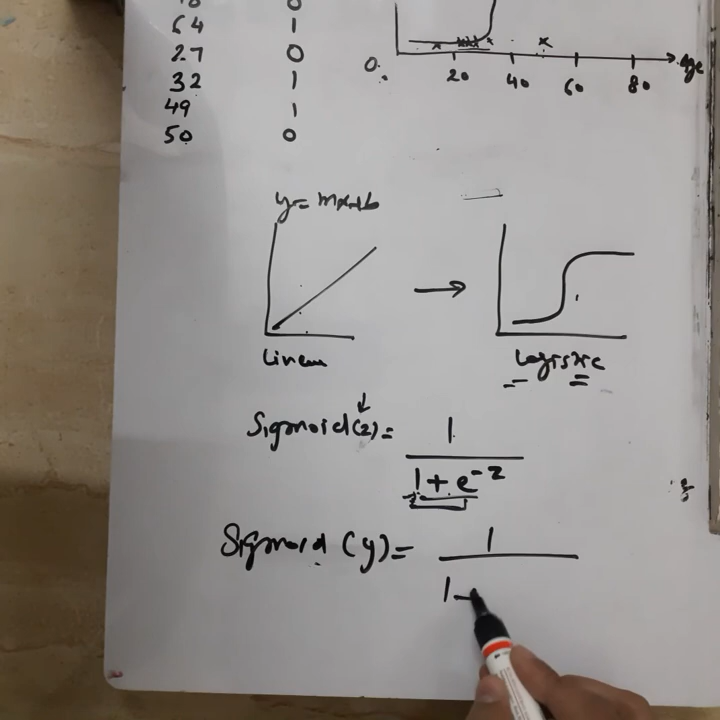 64 1
27 0
32 1
49 1
50 0
0 20 40 60 80 Age
y = mx+b
Linear
Logistic
Sigmoid(z) = 1
1 + e^-z
Sigmoid (y) = 1
1